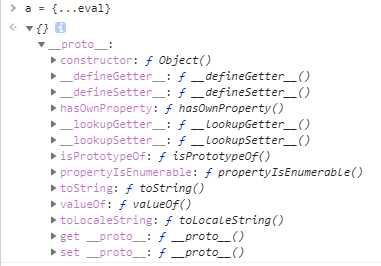 > a = {...eval}
<· ▼ {}
▼ __proto__:
▶ constructor: ƒ Object()
▶ __defineGetter__: ƒ __defineGetter__()
▶ __defineSetter__: ƒ __defineSetter__()
▶ hasOwnProperty: ƒ hasOwnProperty()
▶ __lookupGetter__: ƒ __lookupGetter__()
▶ __lookupSetter__: ƒ __lookupSetter__()
▶ isPrototypeOf: ƒ isPrototypeOf()
▶ propertyIsEnumerable: ƒ propertyIsEnumerable()
▶ toString: ƒ toString()
▶ valueOf: ƒ valueOf()
▶ toLocaleString: ƒ toLocaleString()
▶ get __proto__: ƒ __proto__()
▶ set __proto__: ƒ __proto__()